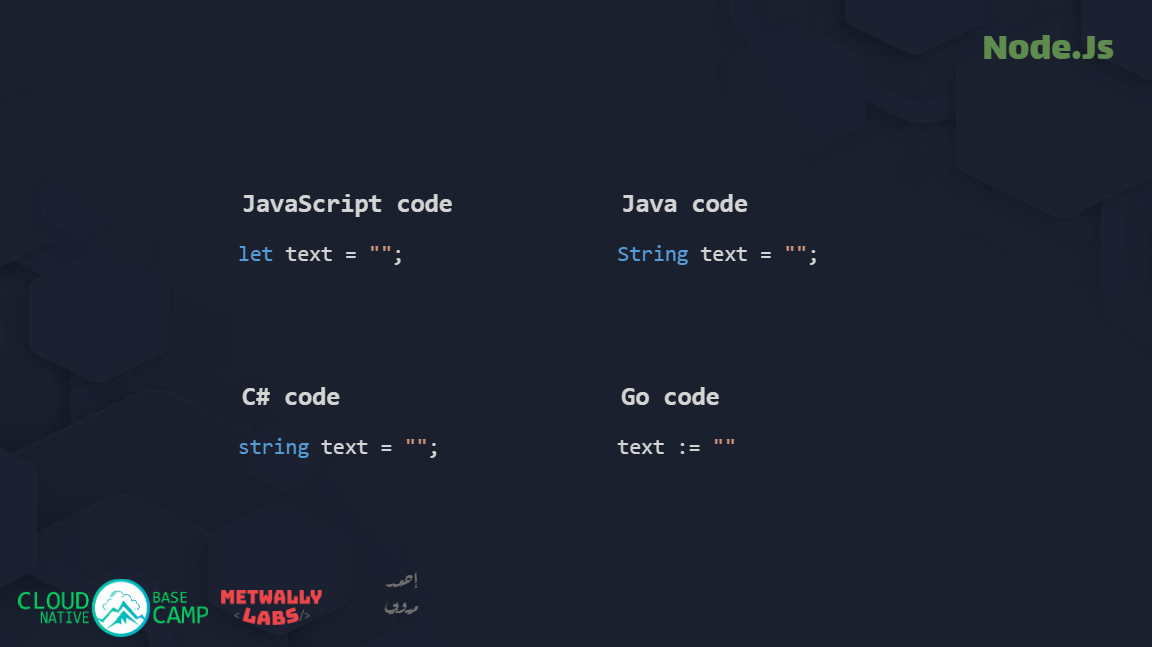 Node.Js
JavaScript code
let text = "";
Java code
String text = "";
C# code
string text = "";
Go code
text := ""
CLOUD NATIVE
BASE CAMP
METWALLY
<LABS/>
أحمد